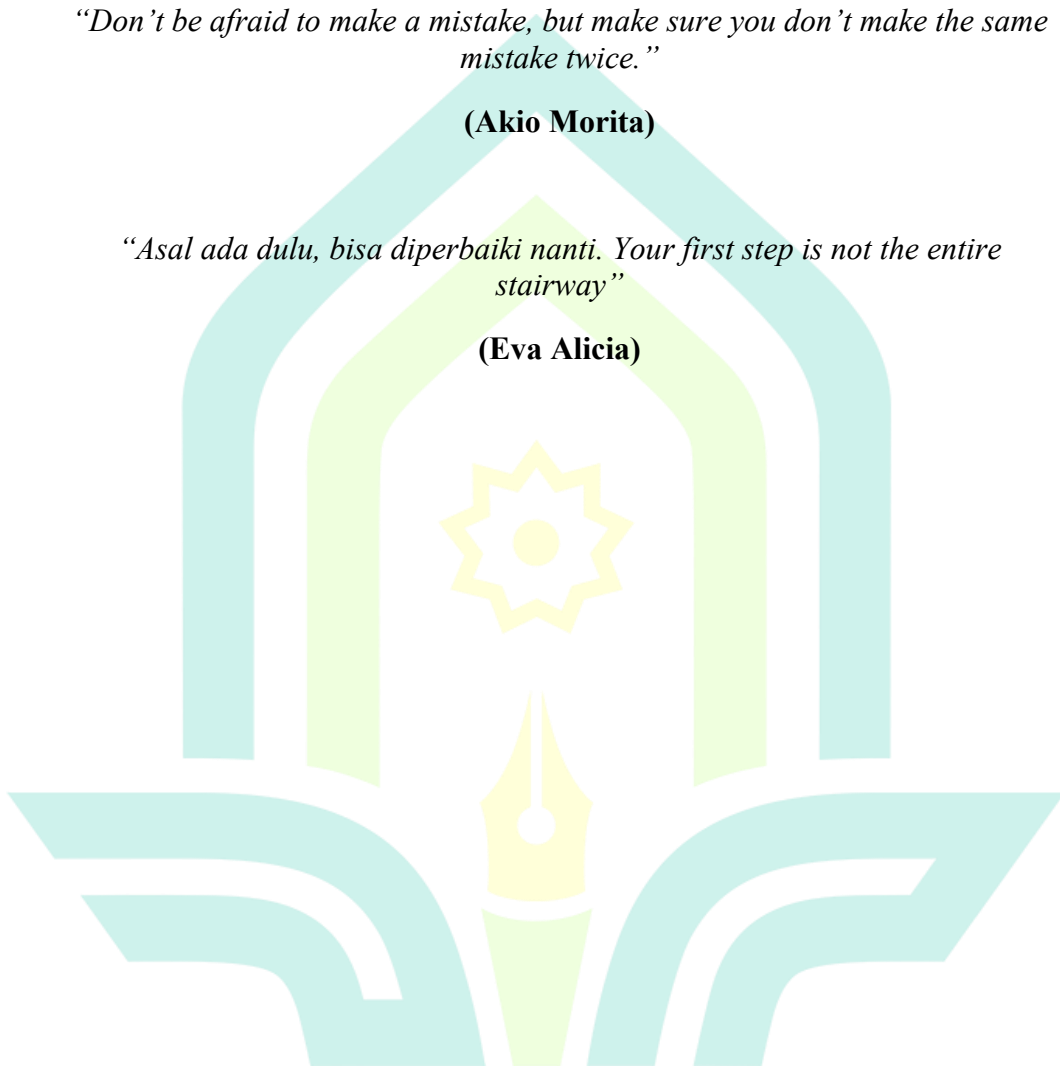 “Don’t be afraid to make a mistake, but make sure you don’t make the same
mistake twice.”
(Akio Morita)
“Asal ada dulu, bisa diperbaiki nanti. Your first step is not the entire
stairway”
(Eva Alicia)